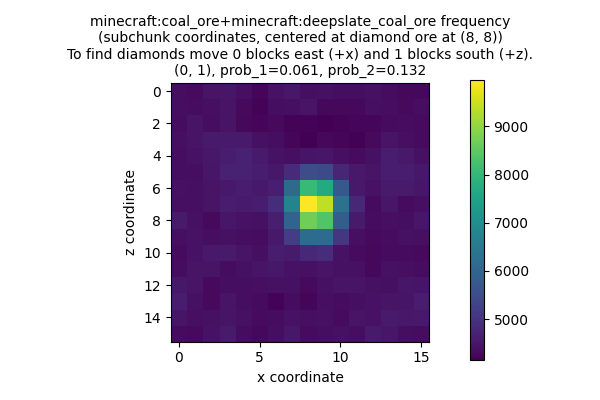 minecraft:coal_ore+minecraft:deepslate_coal_ore frequency
(subchunk coordinates, centered at diamond ore at (8, 8))
To find diamonds move 0 blocks east (+x) and 1 blocks south (+z).
(0, 1), prob_1=0.061, prob_2=0.132
0
2
4
6
8
10
12
14
z coordinate
0
5
10
15
x coordinate
9000
8000
7000
6000
5000